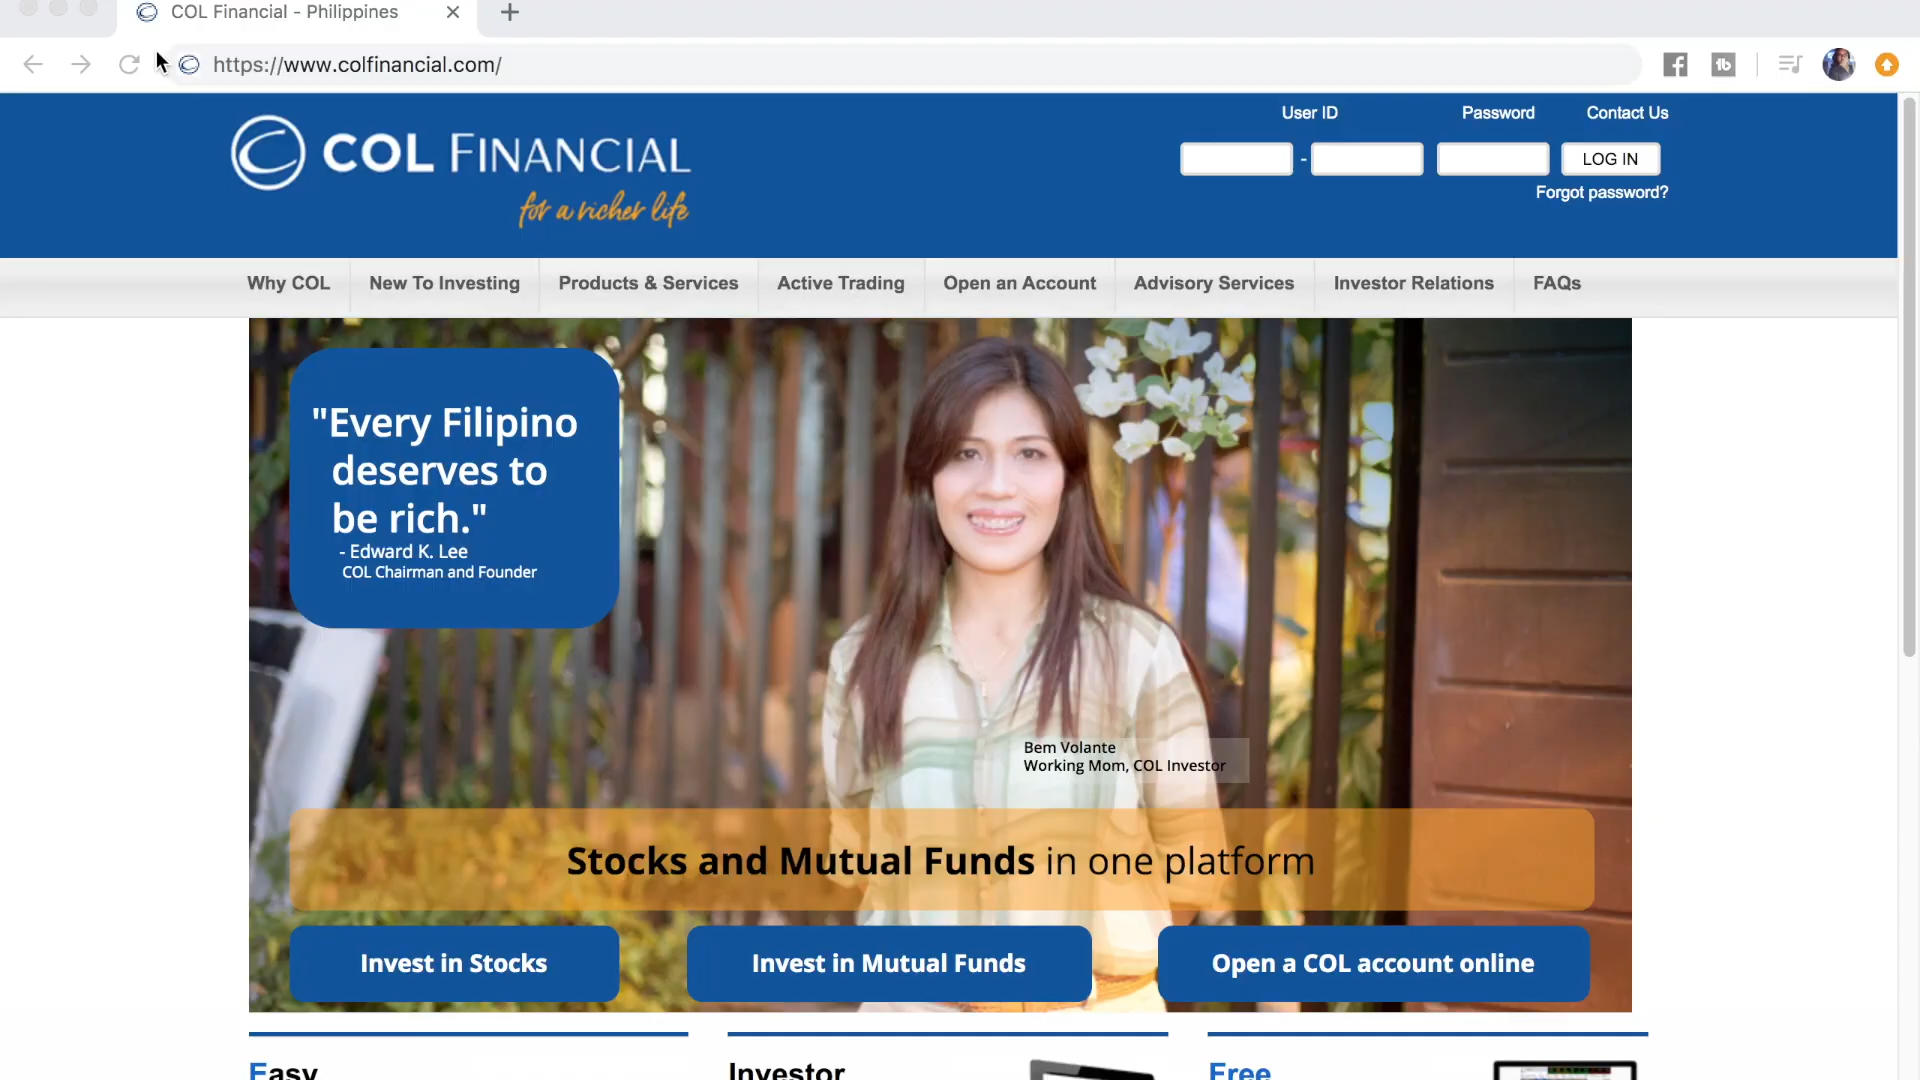 COL Financial - Philippines
https://www.colfinancial.com/
COL FINANCIAL
for a richer life
User ID
Password
Contact Us
-
LOG IN
Forgot password?
Why COL
New To Investing
Products & Services
Active Trading
Open an Account
Advisory Services
Investor Relations
FAQs
"Every Filipino
deserves to
be rich."
- Edward K. Lee
COL Chairman and Founder
Bem Volante
Working Mom, COL Investor
Stocks and Mutual Funds in one platform
Invest in Stocks
Invest in Mutual Funds
Open a COL account online
Easy
Investor
Free